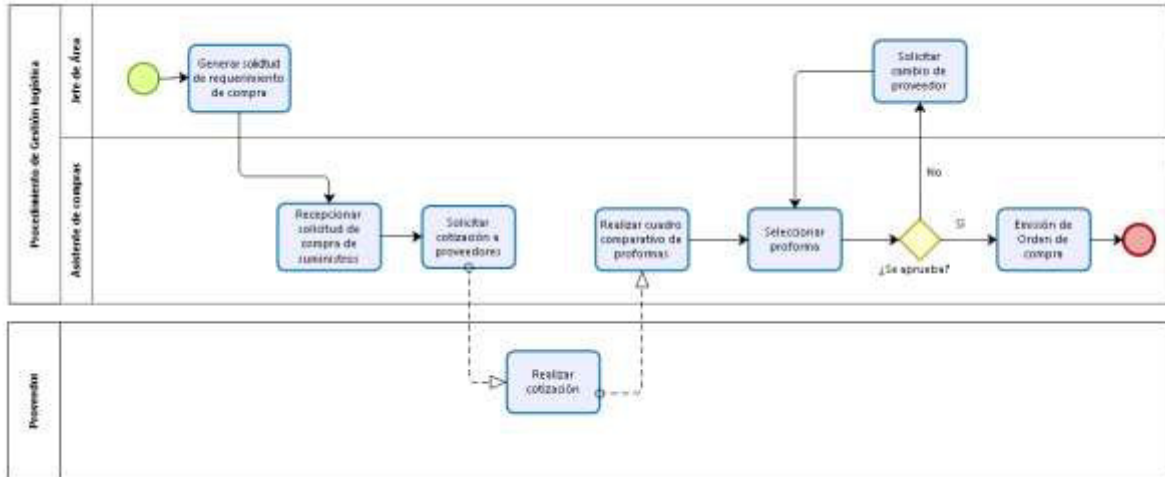 Procedimiento de Gestión logística
Jefe de Área
Generar solicitud
de requerimiento
de compra
Solicitar
cambio de
proveedor
No
Asistente de compras
Recepcionar
solicitud de
compra de
suministros
Solicitar
cotización a
proveedores
Realizar cuadro
comparativo de
proformas
Seleccionar
proforma
¿Se aprueba?
Si
Emisión de
Orden de
compra
Proveedor
Realizar
cotización